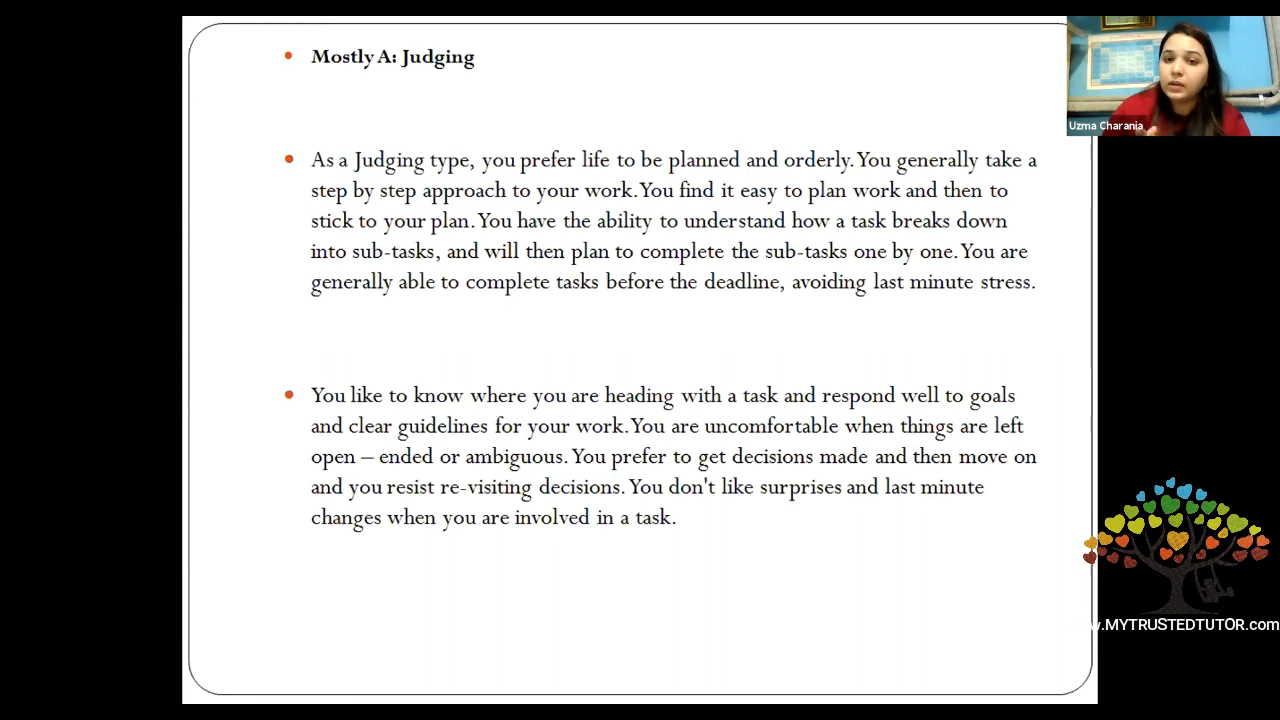 Mostly A: Judging
As a Judging type, you prefer life to be planned and orderly. You generally take a
step by step approach to your work. You find it easy to plan work and then to
stick to your plan. You have the ability to understand how a task breaks down
into sub-tasks, and will then plan to complete the sub-tasks one by one. You are
generally able to complete tasks before the deadline, avoiding last minute stress.
You like to know where you are heading with a task and respond well to goals
and clear guidelines for your work. You are uncomfortable when things are left
open – ended or ambiguous. You prefer to get decisions made and then move on
and you resist re-visiting decisions. You don't like surprises and last minute
changes when you are involved in a task.
Uzma Charania
w.MYTRUSTEDTUTOR.com